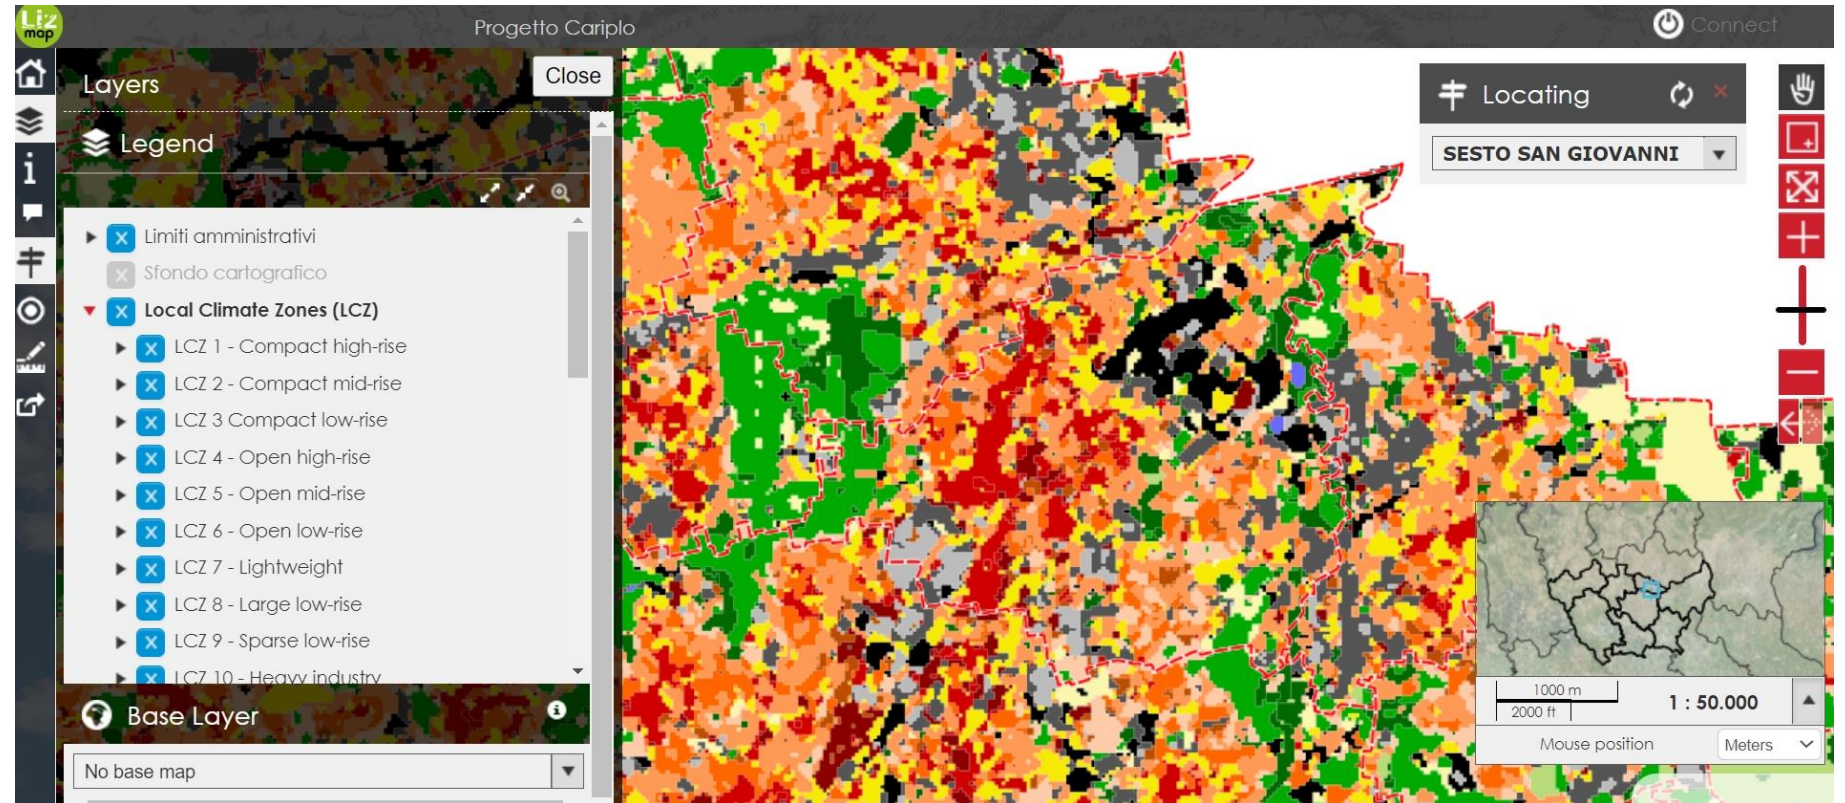 Liz
map
Progetto Cariplo
Connect
Layers
Close
Legend
Locating
SESTO SAN GIOVANNI
Limiti amministrativi
Sfondo cartografico
Local Climate Zones (LCZ)
LCZ 1 - Compact high-rise
LCZ 2 - Compact mid-rise
LCZ 3 Compact low-rise
LCZ 4 - Open high-rise
LCZ 5 - Open mid-rise
LCZ 6 - Open low-rise
LCZ 7 - Lightweight
LCZ 8 - Large low-rise
LCZ 9 - Sparse low-rise
LCZ 10 - Heavy industry
Base Layer
No base map
1000 m
2000 ft
1 : 50.000
Mouse position
Meters